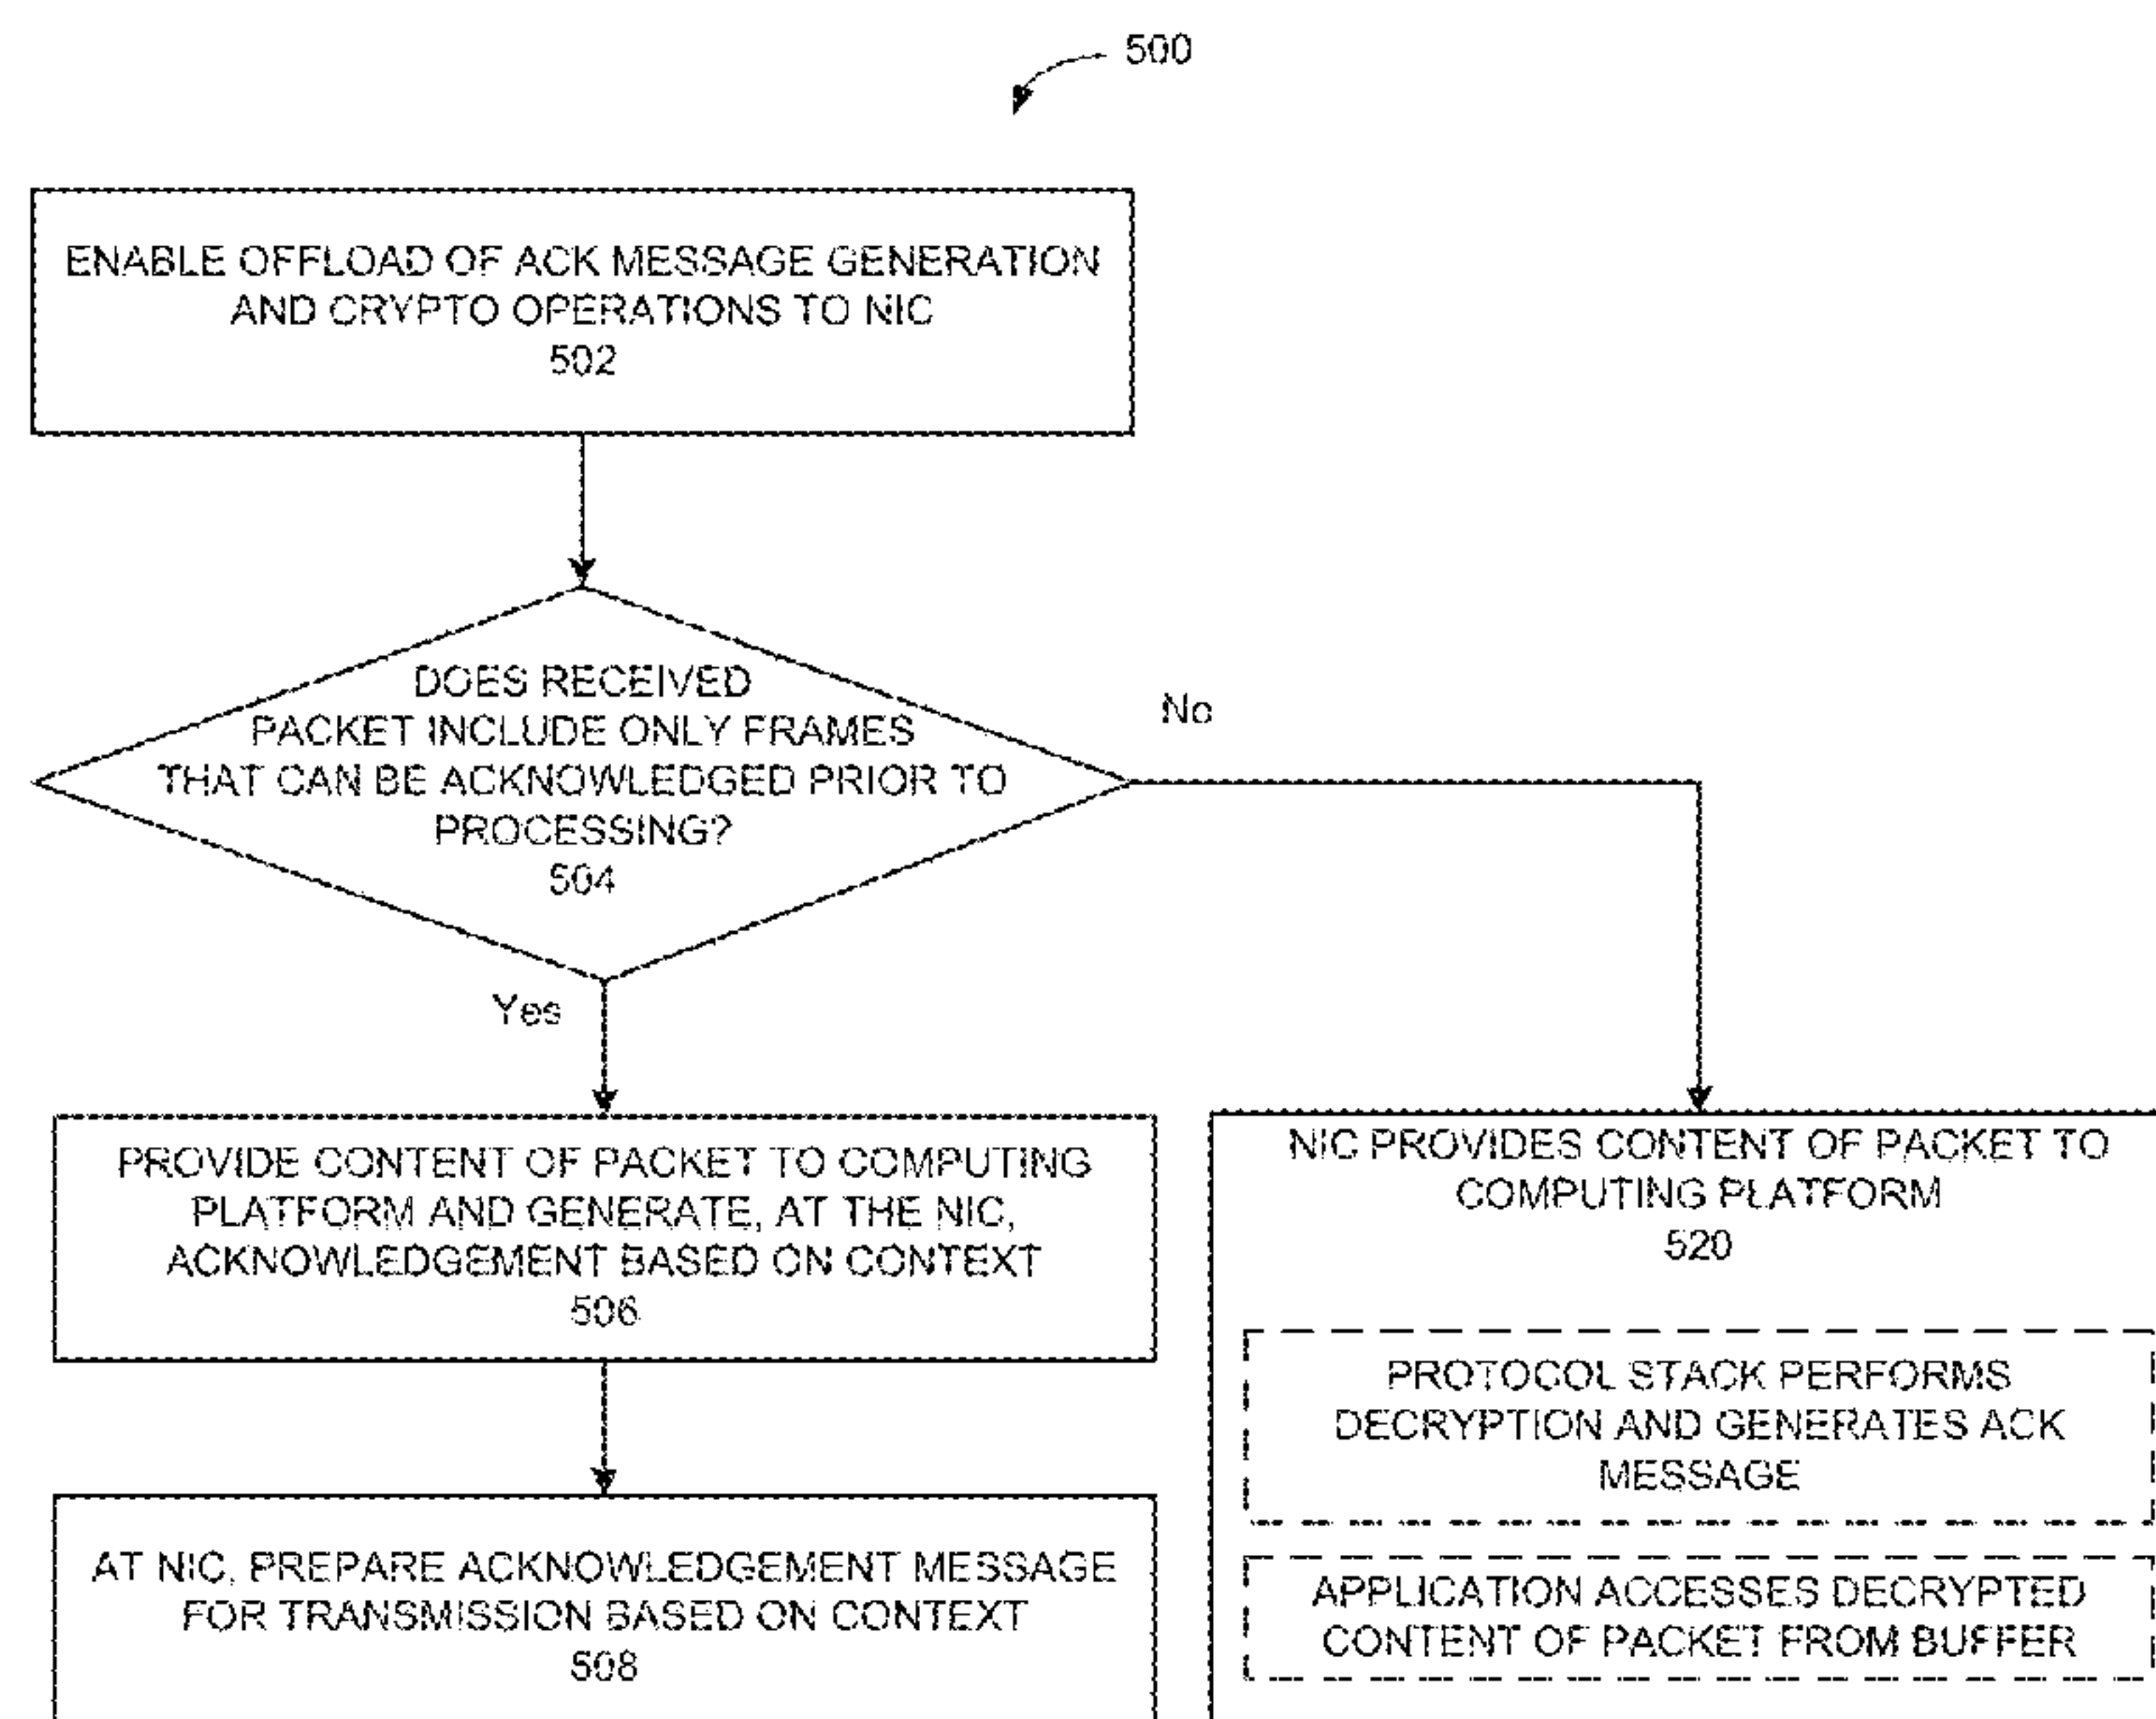 500
ENABLE OFFLOAD OF ACK MESSAGE GENERATION
AND CRYPTO OPERATIONS TO NIC
502
DOES RECEIVED
PACKET INCLUDE ONLY FRAMES
THAT CAN BE ACKNOWLEDGED PRIOR TO
PROCESSING?
504
No
Yes
PROVIDE CONTENT OF PACKET TO COMPUTING
PLATFORM AND GENERATE, AT THE NIC,
ACKNOWLEDGEMENT BASED ON CONTEXT
506
AT NIC, PREPARE ACKNOWLEDGEMENT MESSAGE
FOR TRANSMISSION BASED ON CONTEXT
508
NIC PROVIDES CONTENT OF PACKET TO
COMPUTING PLATFORM
520
PROTOCOL STACK PERFORMS
DECRYPTION AND GENERATES ACK
MESSAGE
APPLICATION ACCESSES DECRYPTED
CONTENT OF PACKET FROM BUFFER